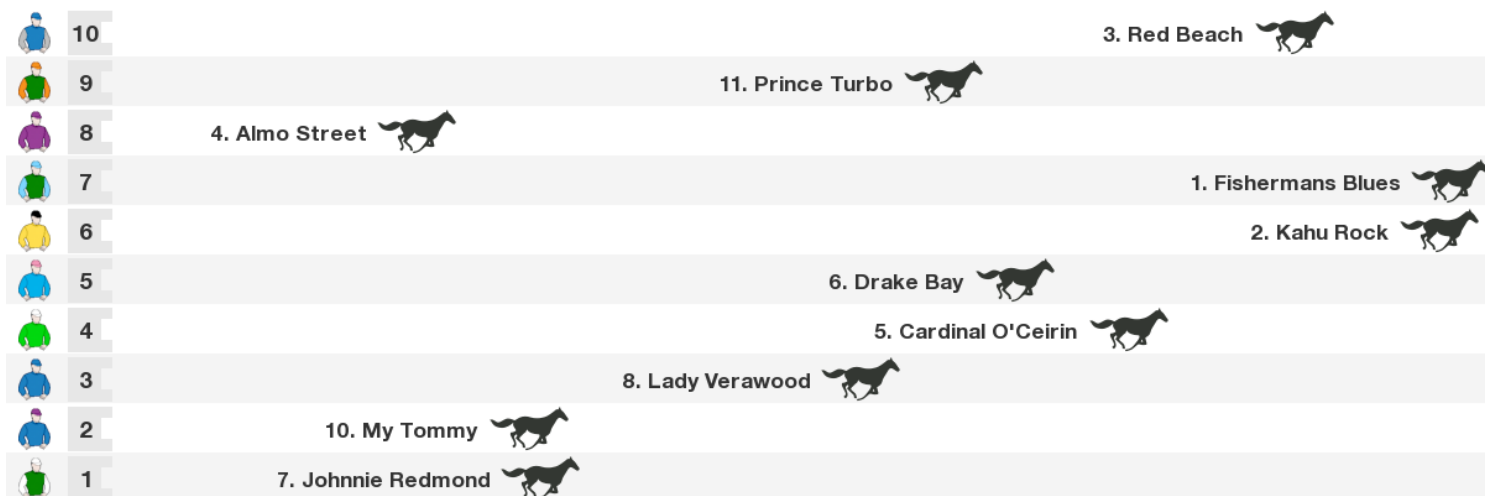 10 3. Red Beach
9 11. Prince Turbo
8 4. Almo Street
7 1. Fishermans Blues
6 2. Kahu Rock
5 6. Drake Bay
4 5. Cardinal O'Ceirin
3 8. Lady Verawood
2 10. My Tommy
1 7. Johnnie Redmond